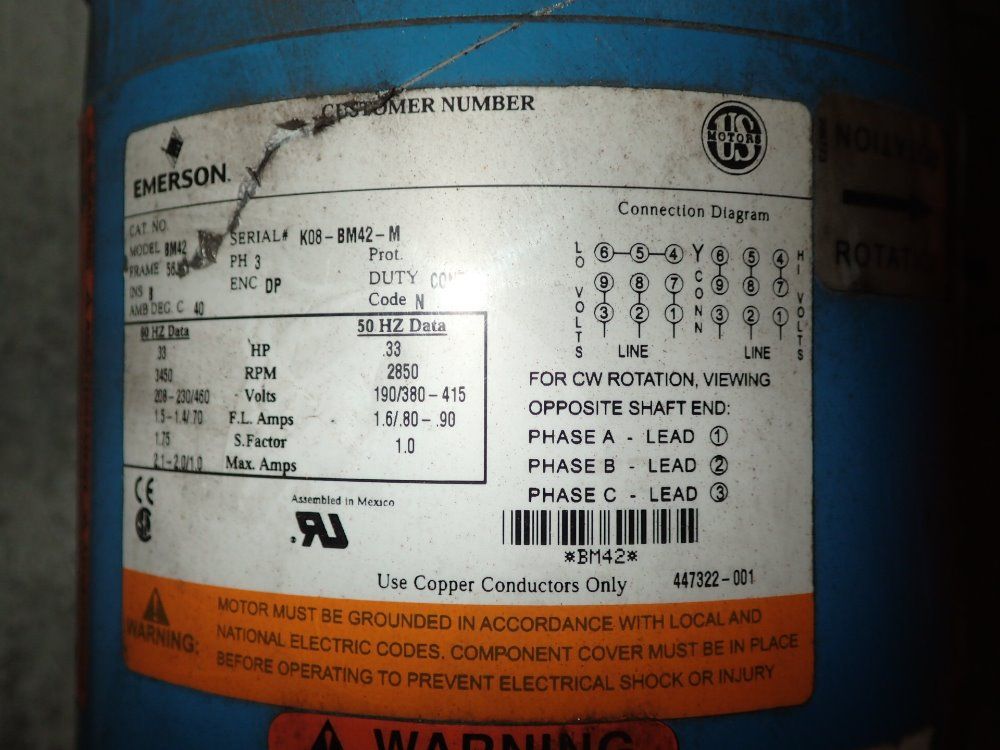 CUSTOMER NUMBER
US
MOTORS
EMERSON.
CAT. NO.
MODEL BM42
SERIAL# K08-BM42-M
FRAME
PH 3
Prot.
INS B
ENC DP
DUTY
AMB DEG. C 40
Code N
60 HZ Data
50 HZ Data
.33 HP .33
3450 RPM 2850
208-230/460 Volts 190/380-415
1.5-1.4/.70 F.L. Amps 1.6/.80-.90
1.75 S.Factor 1.0
2.1-2.0/1.0 Max. Amps
Connection Diagram
LO VOLTS
6 5 4
9 8 7
3 2 1
LINE
Y CONN
6 5 4
9 8 7
3 2 1
LINE
HI VOLTS
FOR CW ROTATION, VIEWING
OPPOSITE SHAFT END:
PHASE A - LEAD 1
PHASE B - LEAD 2
PHASE C - LEAD 3
CE
Assembled in Mexico
*BM42*
Use Copper Conductors Only
447322-001
WARNING:
MOTOR MUST BE GROUNDED IN ACCORDANCE WITH LOCAL AND
NATIONAL ELECTRIC CODES. COMPONENT COVER MUST BE IN PLACE
BEFORE OPERATING TO PREVENT ELECTRICAL SHOCK OR INJURY
WARNING
ROTATION
ROTATION